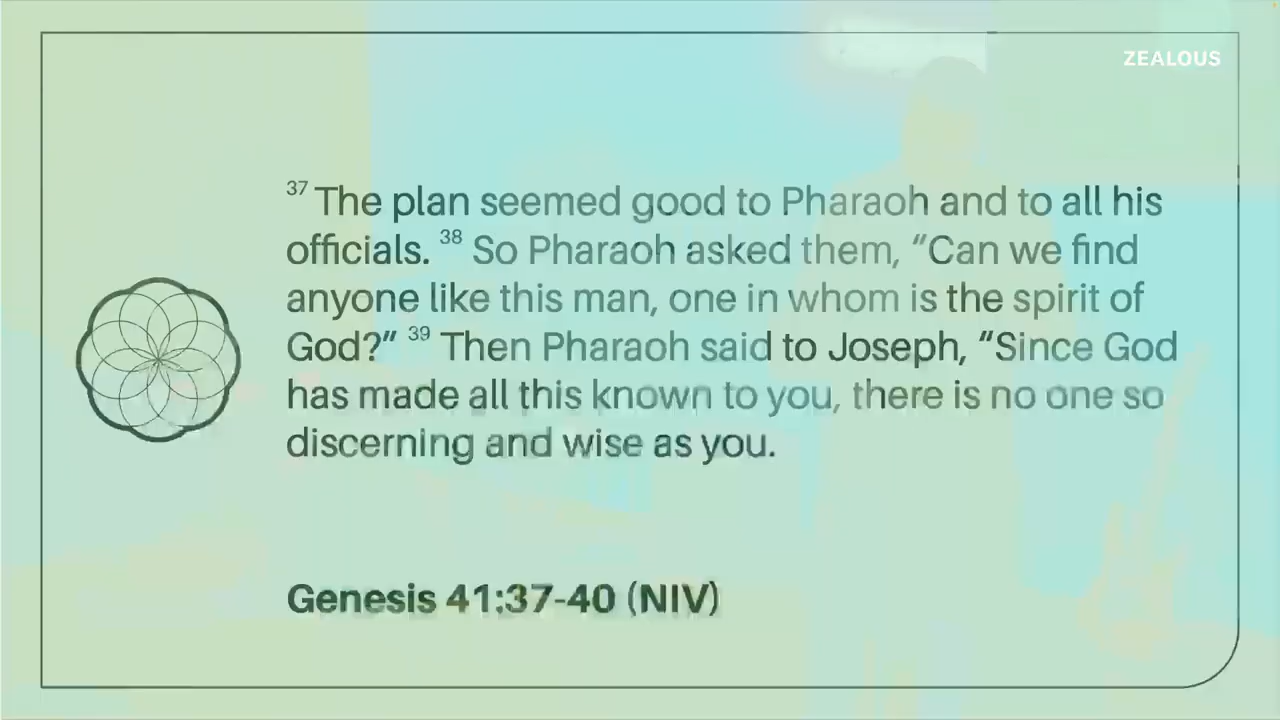 ZEALOUS
37 The plan seemed good to Pharaoh and to all his
officials. 38 So Pharaoh asked them, “Can we find
anyone like this man, one in whom is the spirit of
God?” 39 Then Pharaoh said to Joseph, “Since God
has made all this known to you, there is no one so
discerning and wise as you.
Genesis 41:37-40 (NIV)